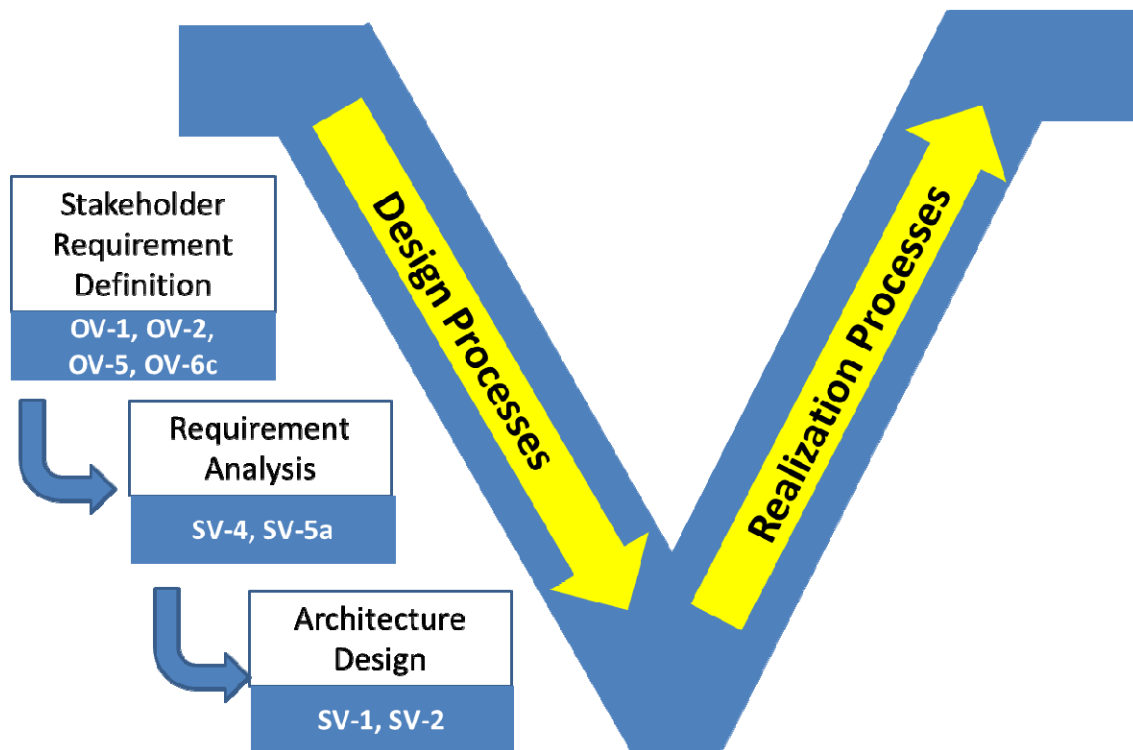 Stakeholder
Requirement
Definition
OV-1, OV-2,
OV-5, OV-6c
Requirement
Analysis
SV-4, SV-5a
Architecture
Design
SV-1, SV-2
Design Processes
Realization Processes